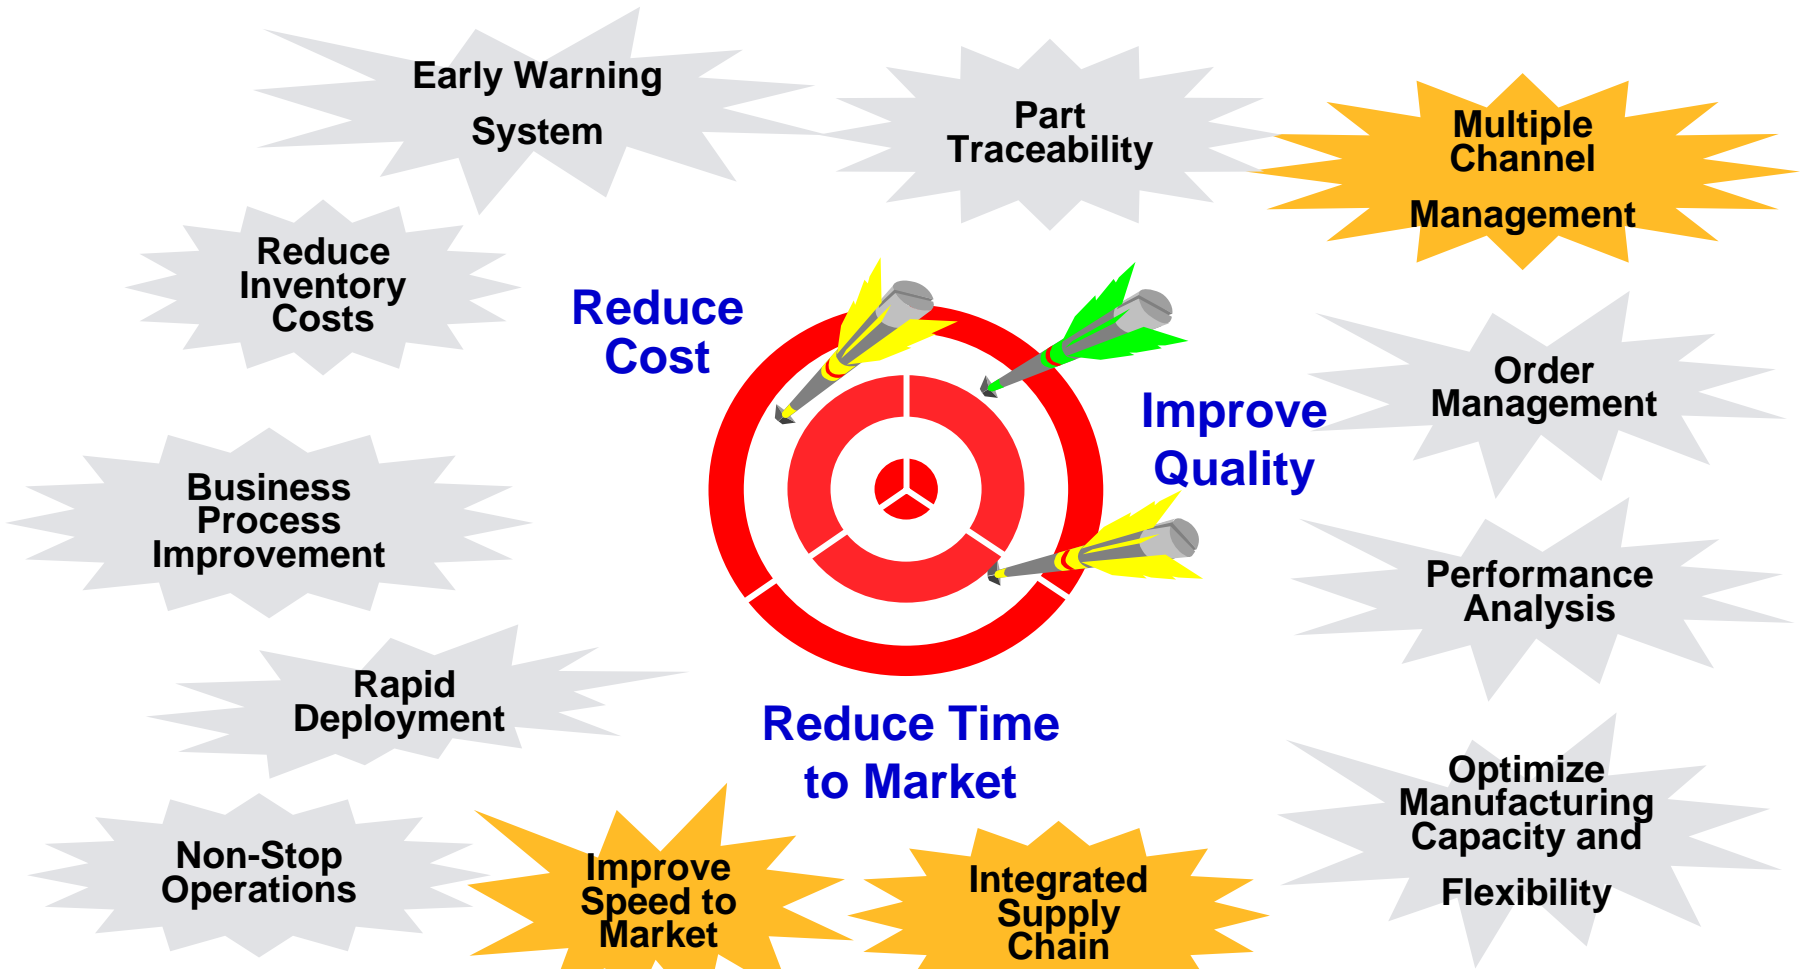 Early Warning
System
Part
Traceability
Multiple
Channel
Management
Reduce
Inventory
Costs
Reduce
Cost
Improve
Quality
Order
Management
Business
Process
Improvement
Performance
Analysis
Rapid
Deployment
Reduce Time
to Market
Optimize
Manufacturing
Capacity and
Flexibility
Non-Stop
Operations
Improve
Speed to
Market
Integrated
Supply
Chain